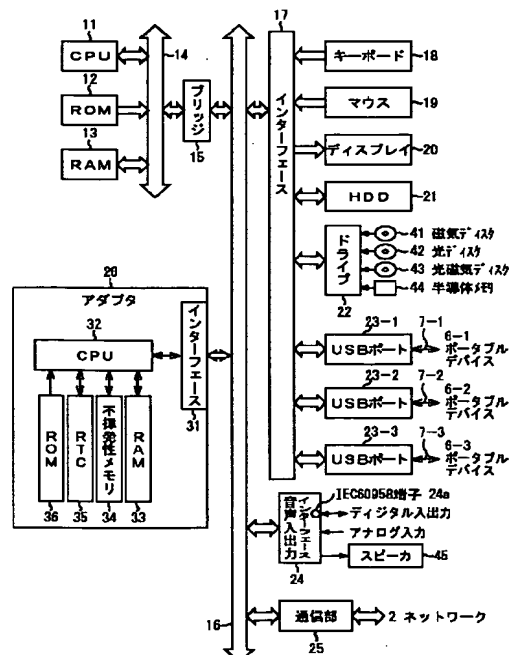 11
CPU
12
ROM
13
RAM
14
ブリッジ
15
17
インターフェース
キーボード
18
マウス
19
ディスプレイ
20
HDD
21
ドライブ
22
41 磁気ディスク
42 光ディスク
43 光磁気ディスク
44 半導体メモリ
23-1
USBポート
7-1
6-1
ポータブル
デバイス
23-2
USBポート
7-2
6-2
ポータブル
デバイス
23-3
USBポート
7-3
6-3
ポータブル
デバイス
26
アダプタ
32
CPU
インターフェース
31
ROM
36
RTC
35
不揮発性メモリ
34
RAM
33
音声入出力
インターフェース
24
IEC60958端子 24a
ディジタル入出力
アナログ入力
スピーカ
45
16
通信部
25
2 ネットワーク